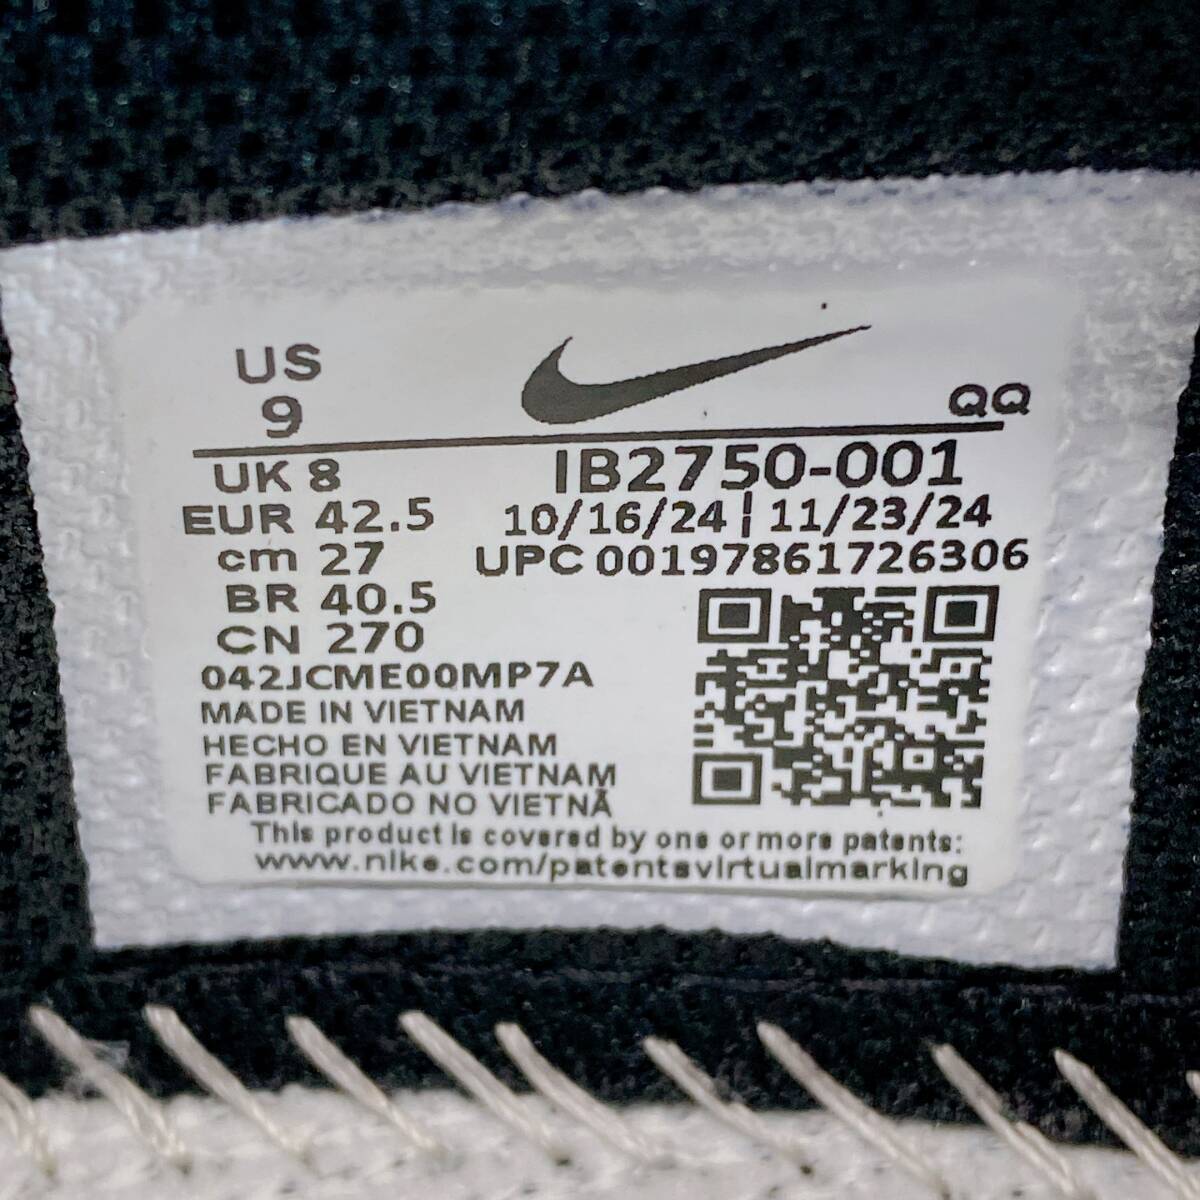 US
9
QQ
UK 8
IB2750-001
EUR 42.5
10/16/24 | 11/23/24
cm 27
UPC 001978617​26306
BR 40.5
CN 270
042JCME00MP7A
MADE IN VIETNAM
HECHO EN VIETNAM
FABRIQUE AU VIETNAM
FABRICADO NO VIETNÃ
This product is covered by one or more patents:
www.nike.com/patentsvirtualmarking